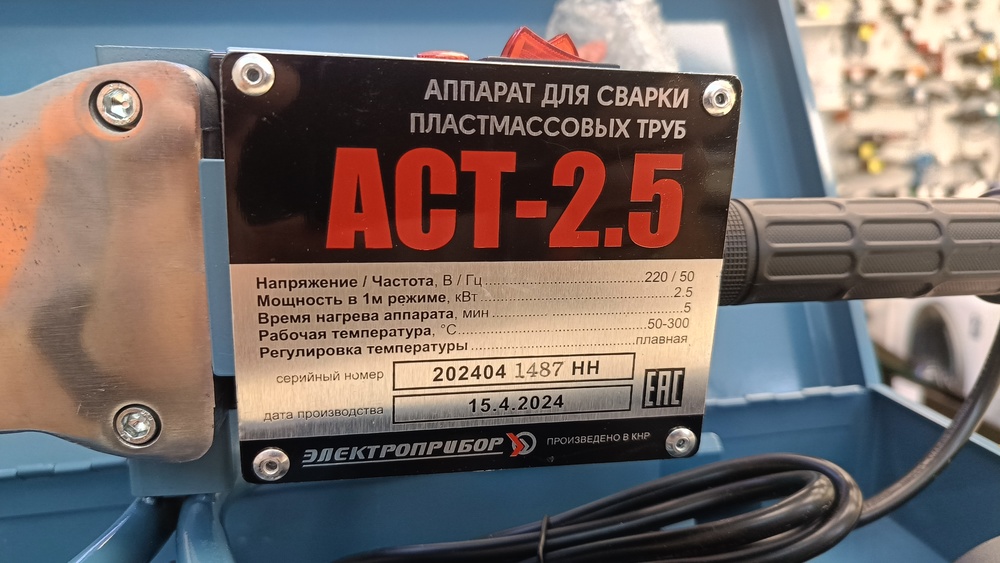 АППАРАТ ДЛЯ СВАРКИ
ПЛАСТМАССОВЫХ ТРУБ
АСТ-2.5
Напряжение / Частота, В / Гц 220 / 50
Мощность в 1м режиме, кВт 2.5
Время нагрева аппарата, мин 5
Рабочая температура, °С 50-300
Регулировка температуры плавная
серийный номер 202404 1487 НН
дата производства 15.4.2024
ЕАС
ЭЛЕКТРОПРИБОР ПРОИЗВЕДЕНО В КНР